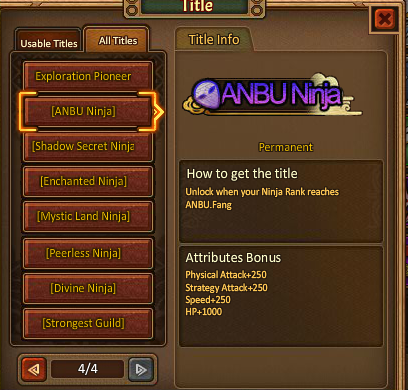 Title
Usable Titles
All Titles
Title Info
Exploration Pioneer
[ANBU Ninja]
[Shadow Secret Ninja
[Enchanted Ninja]
[Mystic Land Ninja]
[Peerless Ninja]
[Divine Ninja]
[Strongest Guild]
4/4
ANBU Ninja
Permanent
How to get the title
Unlock when your Ninja Rank reaches
ANBU.Fang
Attributes Bonus
Physical Attack+250
Strategy Attack+250
Speed+250
HP+1000